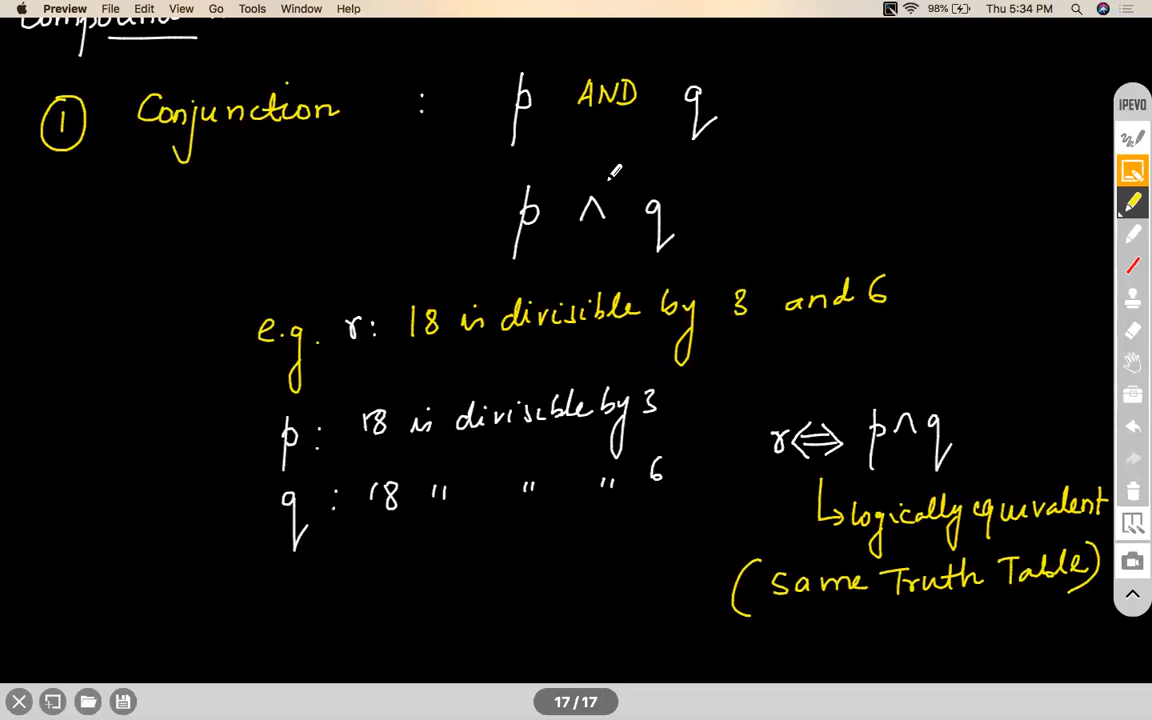 Preview File Edit View Go Tools Window Help 98% Thu 5:34 PM
Compound
① Conjunction : p AND q
IPEVO
p ∧ q
e.g. r: 18 is divisible by 3 and 6
p: 18 is divisible by 3
r ⇔ p ∧ q
q: 18 " " " 6
↳ logically equivalent
(Same Truth Table)
17 / 17